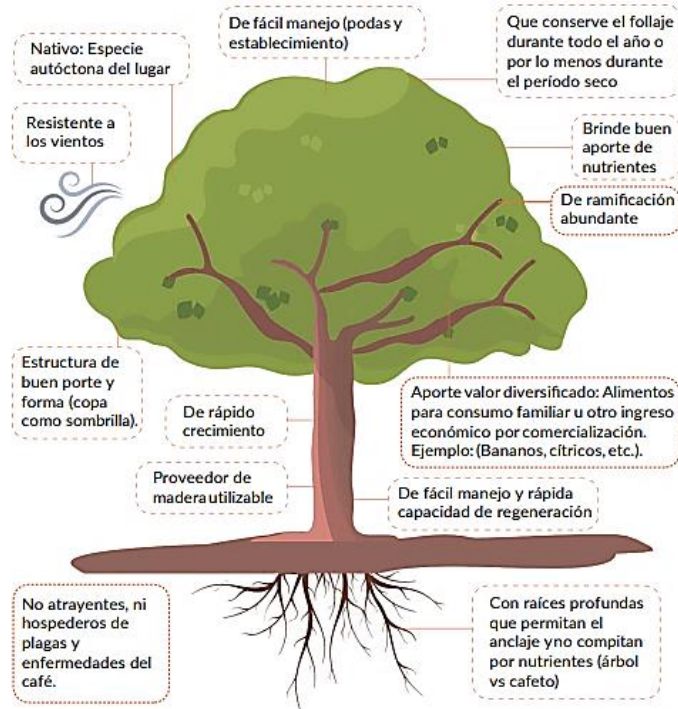 De fácil manejo (podas y
establecimiento)
Que conserve el follaje
durante todo el año o
por lo menos durante
el período seco
Nativo: Especie
autóctona del lugar
Resistente a
los vientos
Brinde buen
aporte de
nutrientes
De ramificación
abundante
Estructura de
buen porte y
forma (copa
como sombrilla).
De rápido
crecimiento
Aporte valor diversificado: Alimentos
para consumo familiar u otro ingreso
económico por comercialización.
Ejemplo: (Bananos, cítricos, etc.).
Proveedor de
madera utilizable
De fácil manejo y rápida
capacidad de regeneración
No atrayentes, ni
hospederos de
plagas y
enfermedades del
café.
Con raíces profundas
que permitan el
anclaje yno compitan
por nutrientes (árbol
vs cafeto)